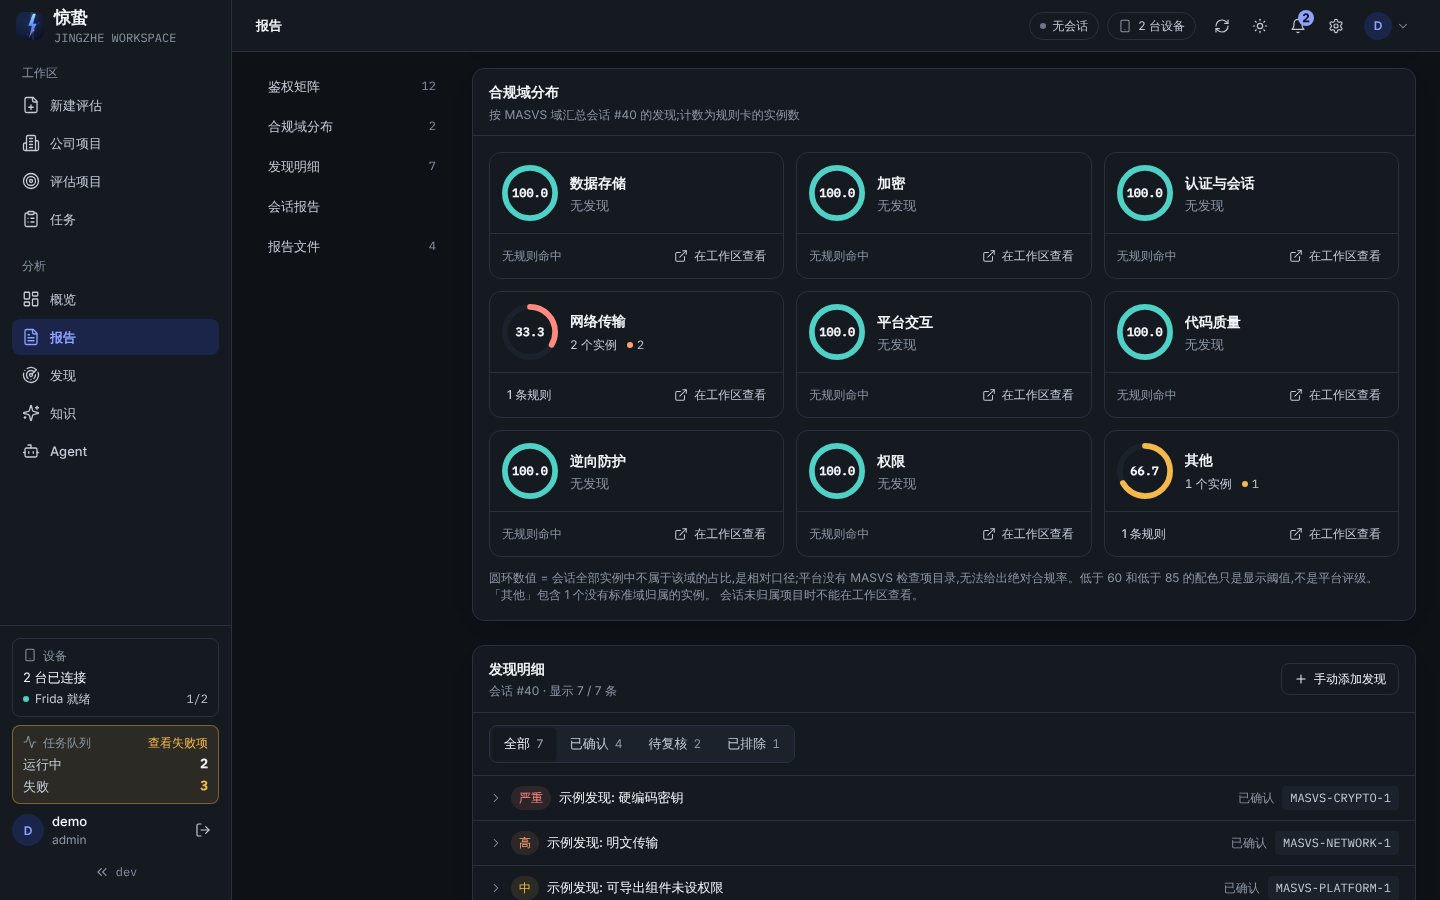 惊蛰
JINGZHE WORKSPACE
工作区
新建评估
公司项目
评估项目
任务
分析
概览
报告
发现
知识
Agent
设备
2 台已连接
Frida 就绪 1/2
任务队列 查看失败项
运行中 2
失败 3
D demo
admin
dev
报告
无会话 2 台设备 2 D
鉴权矩阵 12
合规域分布 2
发现明细 7
会话报告
报告文件 4
合规域分布
按 MASVS 域汇总会话 #40 的发现;计数为规则卡的实例数
100.0 数据存储 无发现
无规则命中 在工作区查看
100.0 加密 无发现
无规则命中 在工作区查看
100.0 认证与会话 无发现
无规则命中 在工作区查看
33.3 网络传输 2 个实例 2
1 条规则 在工作区查看
100.0 平台交互 无发现
无规则命中 在工作区查看
100.0 代码质量 无发现
无规则命中 在工作区查看
100.0 逆向防护 无发现
无规则命中 在工作区查看
100.0 权限 无发现
无规则命中 在工作区查看
66.7 其他 1 个实例 1
1 条规则 在工作区查看
圆环数值 = 会话全部实例中不属于该域的占比,是相对口径;平台没有 MASVS 检查项目录,无法给出绝对合规率。低于 60 和低于 85 的配色只是显示阈值,不是平台评级。
「其他」包含 1 个没有标准域归属的实例。 会话未归属项目时不能在工作区查看。
发现明细
会话 #40 · 显示 7 / 7 条
手动添加发现
全部 7 已确认 4 待复核 2 已排除 1
严重 示例发现: 硬编码密钥 已确认 MASVS-CRYPTO-1
高 示例发现: 明文传输 已确认 MASVS-NETWORK-1
中 示例发现: 可导出组件未设权限 已确认 MASVS-PLATFORM-1